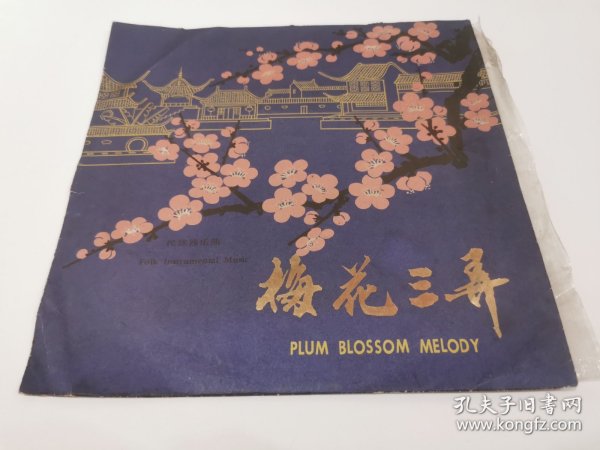 民族器乐曲
Folk Instrumental Music
梅花三弄
PLUM BLOSSOM MELODY
孔夫子旧书网
www.kongfz.com